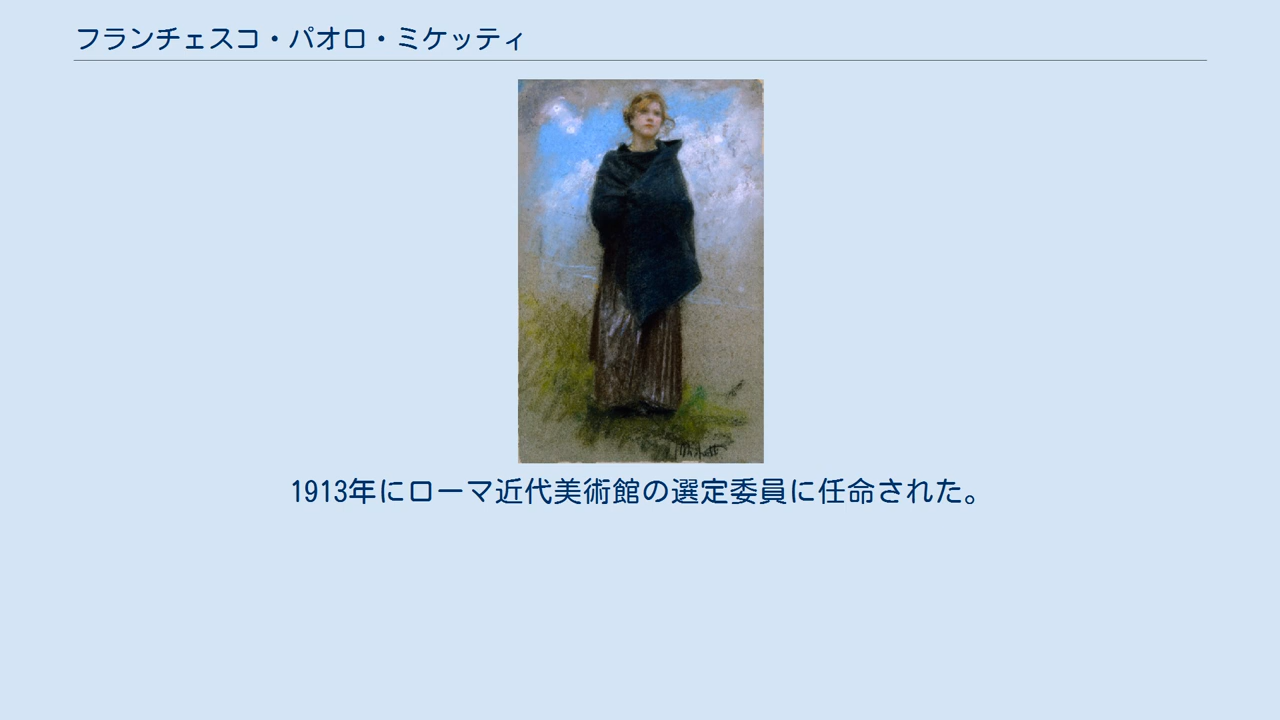 フランチェスコ・パオロ・ミケッティ
1913年にローマ近代美術館の選定委員に任命された。